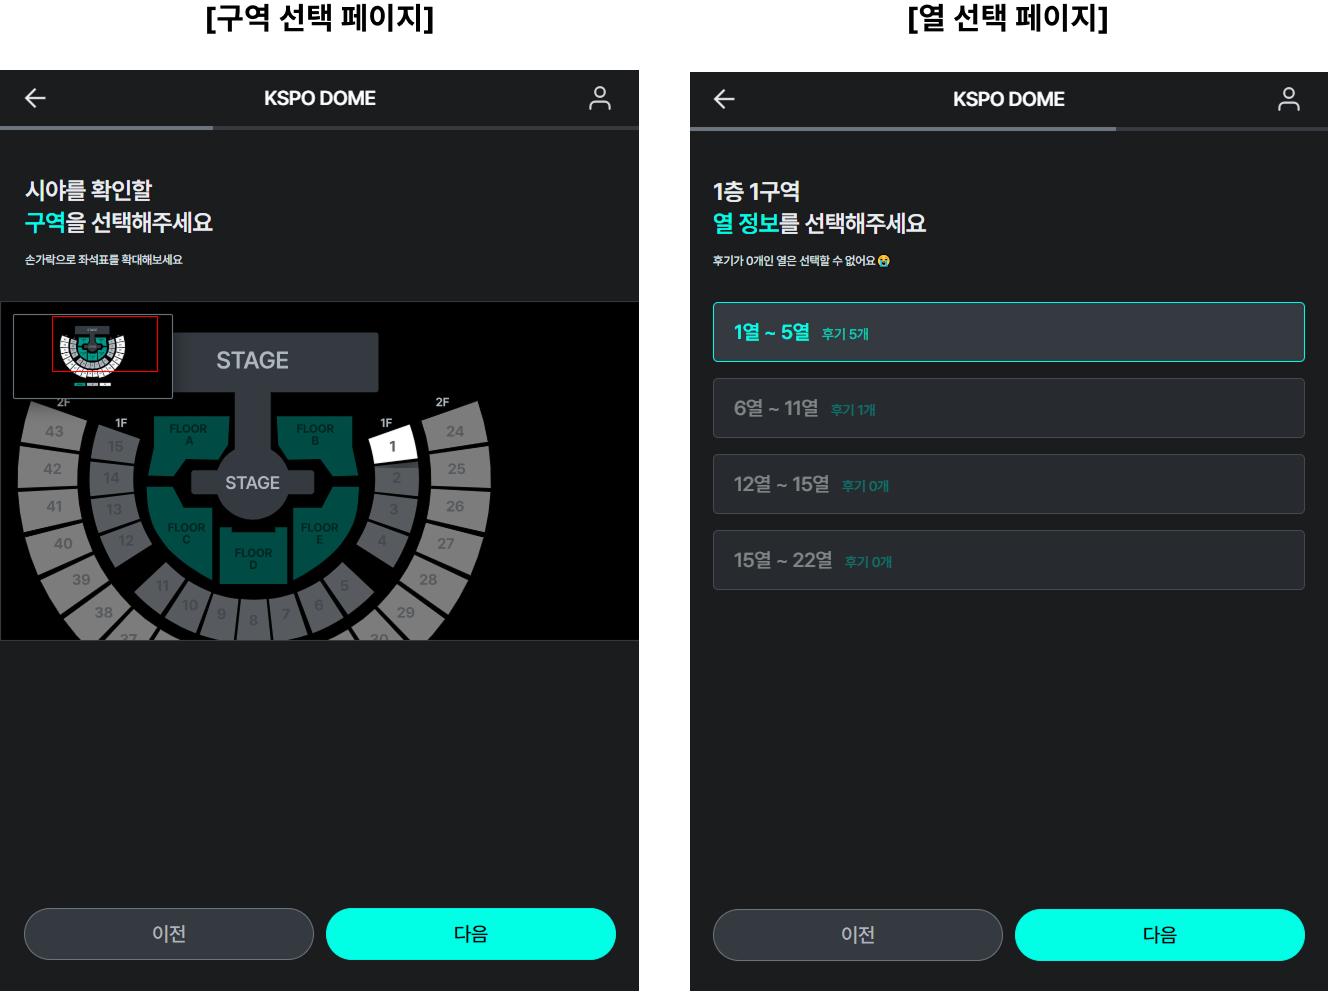 [구역 선택 페이지]
KSPO DOME
시야를 확인할
구역을 선택해주세요
손가락으로 좌석표를 확대해보세요
STAGE
2F
1F
1F
2F
43
42
41
40
39
38
37
15
14
13
12
11
10
9
8
7
6
5
4
3
2
1
24
25
26
27
28
29
30
FLOOR
A
FLOOR
B
STAGE
FLOOR
C
FLOOR
D
FLOOR
E
이전
다음
[열 선택 페이지]
KSPO DOME
1층 1구역
열 정보를 선택해주세요
후기가 0개인 열은 선택할 수 없어요 😭
1열 ~ 5열 후기 5개
6열 ~ 11열 후기 1개
12열 ~ 15열 후기 0개
15열 ~ 22열 후기 0개
이전
다음